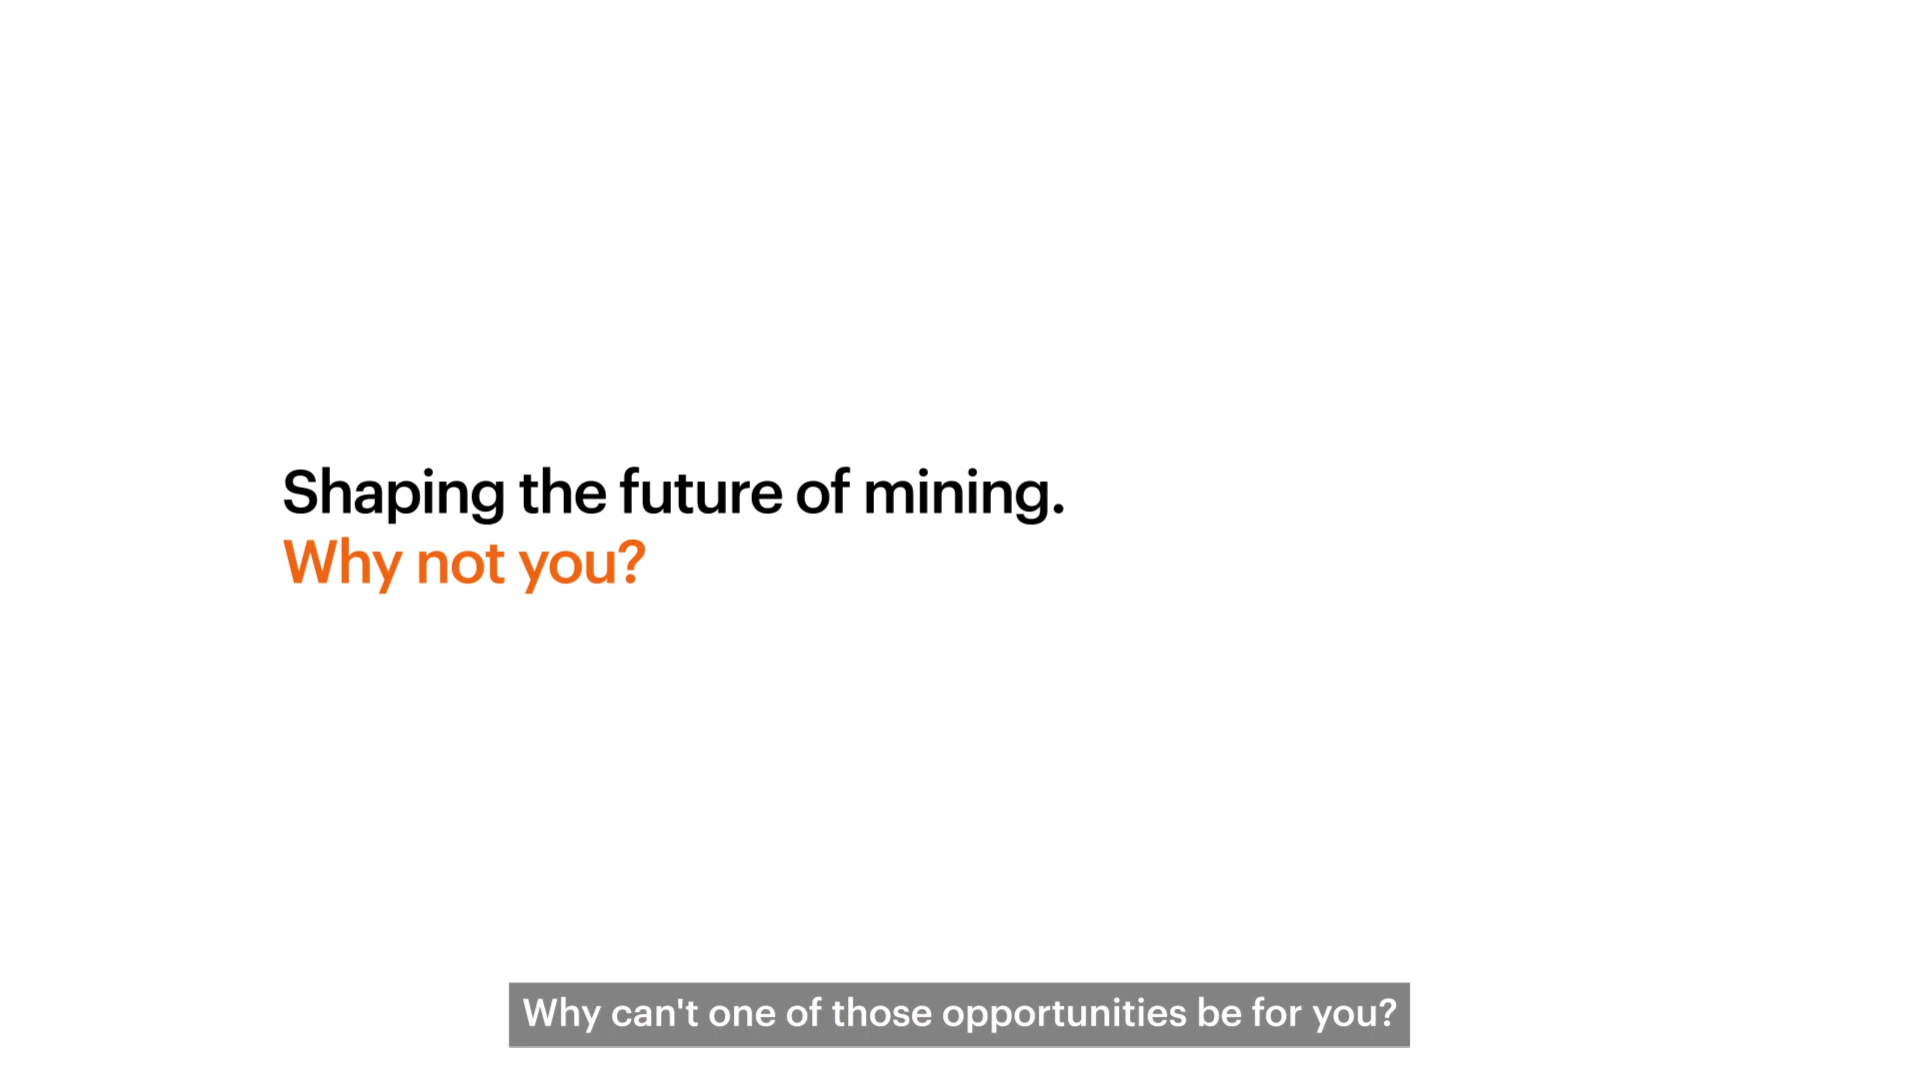 Shaping the future of mining.
Why not you?
Why can't one of those opportunities be for you?